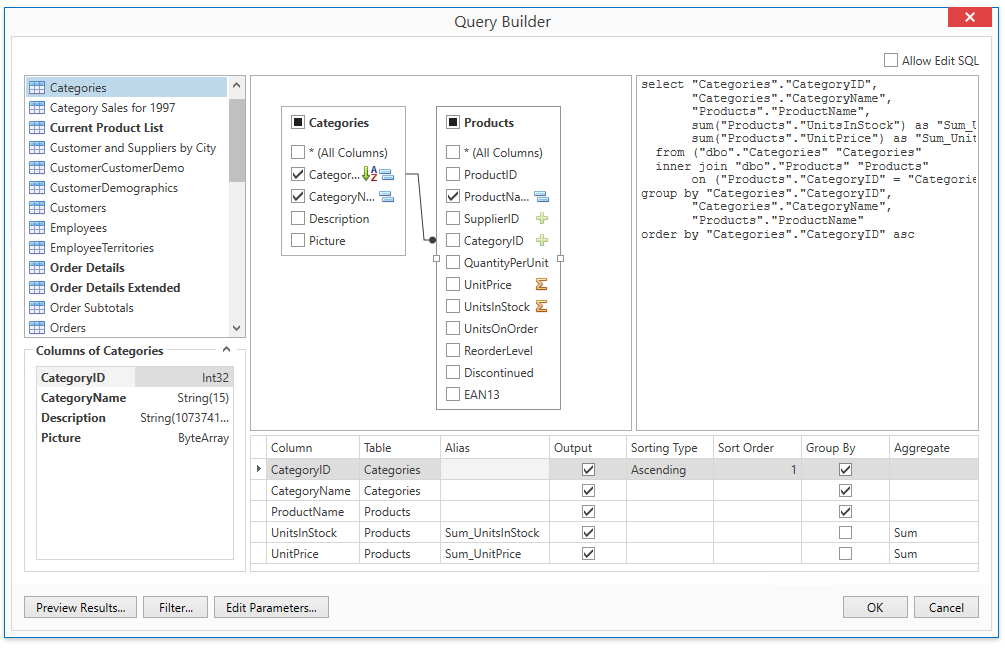 Query Builder
Allow Edit SQL
Categories
Category Sales for 1997
Current Product List
Customer and Suppliers by City
CustomerCustomerDemo
CustomerDemographics
Customers
Employees
EmployeeTerritories
Order Details
Order Details Extended
Order Subtotals
Orders
Columns of Categories
CategoryID Int32
CategoryName String(15)
Description String(1073741...
Picture ByteArray
Categories
* (All Columns)
Categor...
CategoryN...
Description
Picture
Products
* (All Columns)
ProductID
ProductNa...
SupplierID
CategoryID
QuantityPerUnit
UnitPrice
UnitsInStock
UnitsOnOrder
ReorderLevel
Discontinued
EAN13
select "Categories"."CategoryID",
"Categories"."CategoryName",
"Products"."ProductName",
sum("Products"."UnitsInStock") as "Sum_U
sum("Products"."UnitPrice") as "Sum_Unit
from ("dbo"."Categories" "Categories"
inner join "dbo"."Products" "Products"
on ("Products"."CategoryID" = "Categorie
group by "Categories"."CategoryID",
"Categories"."CategoryName",
"Products"."ProductName"
order by "Categories"."CategoryID" asc
Column Table Alias Output Sorting Type Sort Order Group By Aggregate
CategoryID Categories Ascending 1
CategoryName Categories
ProductName Products
UnitsInStock Products Sum_UnitsInStock Sum
UnitPrice Products Sum_UnitPrice Sum
Preview Results... Filter... Edit Parameters... OK Cancel